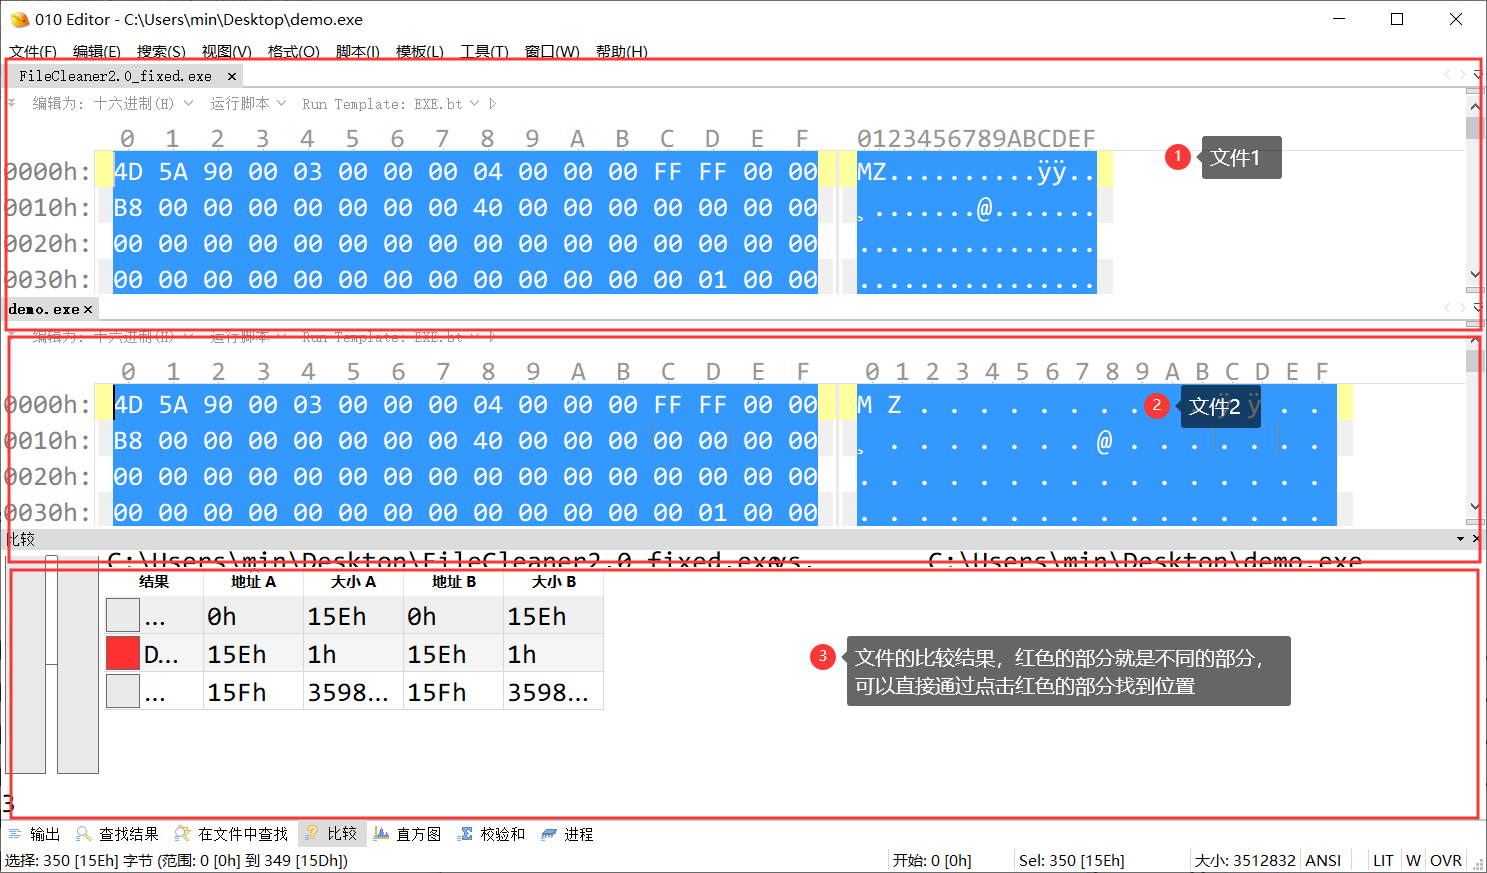 010 Editor - C:\Users\min\Desktop\demo.exe
文件(F) 编辑(E) 搜索(S) 视图(V) 格式(O) 脚本(I) 模板(L) 工具(T) 窗口(W) 帮助(H)
FileCleaner2.0_fixed.exe ×
编辑为: 十六进制(H) 运行脚本 Run Template: EXE.bt
0 1 2 3 4 5 6 7 8 9 A B C D E F 0123456789ABCDEF
0000h: 4D 5A 90 00 03 00 00 00 04 00 00 00 FF FF 00 00 MZ..........ÿÿ..
0010h: B8 00 00 00 00 00 00 00 40 00 00 00 00 00 00 00 ¸.......@.......
0020h: 00 00 00 00 00 00 00 00 00 00 00 00 00 00 00 00 ................
0030h: 00 00 00 00 00 00 00 00 00 00 00 00 00 01 00 00 ................
1 文件1
demo.exe ×
编辑为: 十六进制(H) 运行脚本 Run Template: EXE.bt
0 1 2 3 4 5 6 7 8 9 A B C D E F 0 1 2 3 4 5 6 7 8 9 A B C D E F
0000h: 4D 5A 90 00 03 00 00 00 04 00 00 00 FF FF 00 00 M Z . . . . . . . . ÿ ÿ . .
0010h: B8 00 00 00 00 00 00 00 40 00 00 00 00 00 00 00 ¸ . . . . . . . @ . . . . . . .
0020h: 00 00 00 00 00 00 00 00 00 00 00 00 00 00 00 00 . . . . . . . . . . . . . . . .
0030h: 00 00 00 00 00 00 00 00 00 00 00 00 00 01 00 00 . . . . . . . . . . . . . . . .
2 文件2
比较
C:\Users\min\Desktop\FileCleaner2.0_fixed.exe vs. C:\Users\min\Desktop\demo.exe
结果 地址 A 大小 A 地址 B 大小 B
... 0h 15Eh 0h 15Eh
D... 15Eh 1h 15Eh 1h
... 15Fh 3598... 15Fh 3598...
3 文件的比较结果，红色的部分就是不同的部分，
可以直接通过点击红色的部分找到位置
3
输出 查找结果 在文件中查找 比较 直方图 校验和 进程
选择: 350 [15Eh] 字节 (范围: 0 [0h] 到 349 [15Dh]) 开始: 0 [0h] Sel: 350 [15Eh] 大小: 3512832 ANSI LIT W OVR